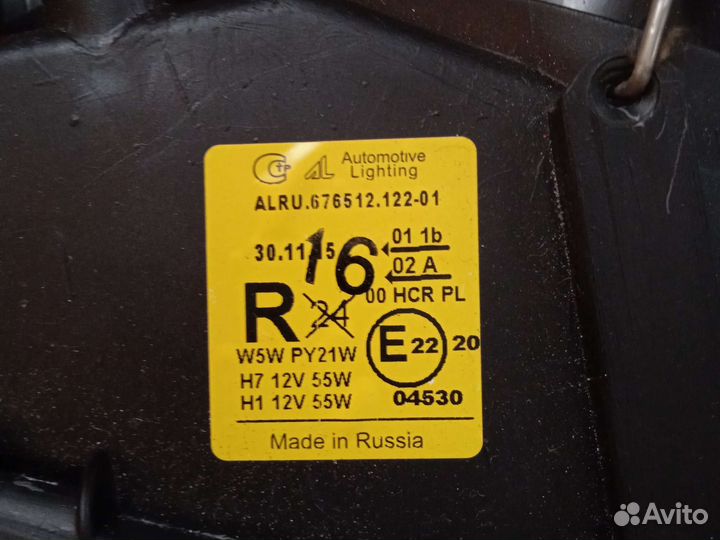 Automotive
Lighting
ALRU.676512.122-01
30.11.15
16
01 1b
02 A
R 24
00 HCR PL
W5W PY21W
E 22 20
H7 12V 55W
H1 12V 55W
04530
Made in Russia
Avito